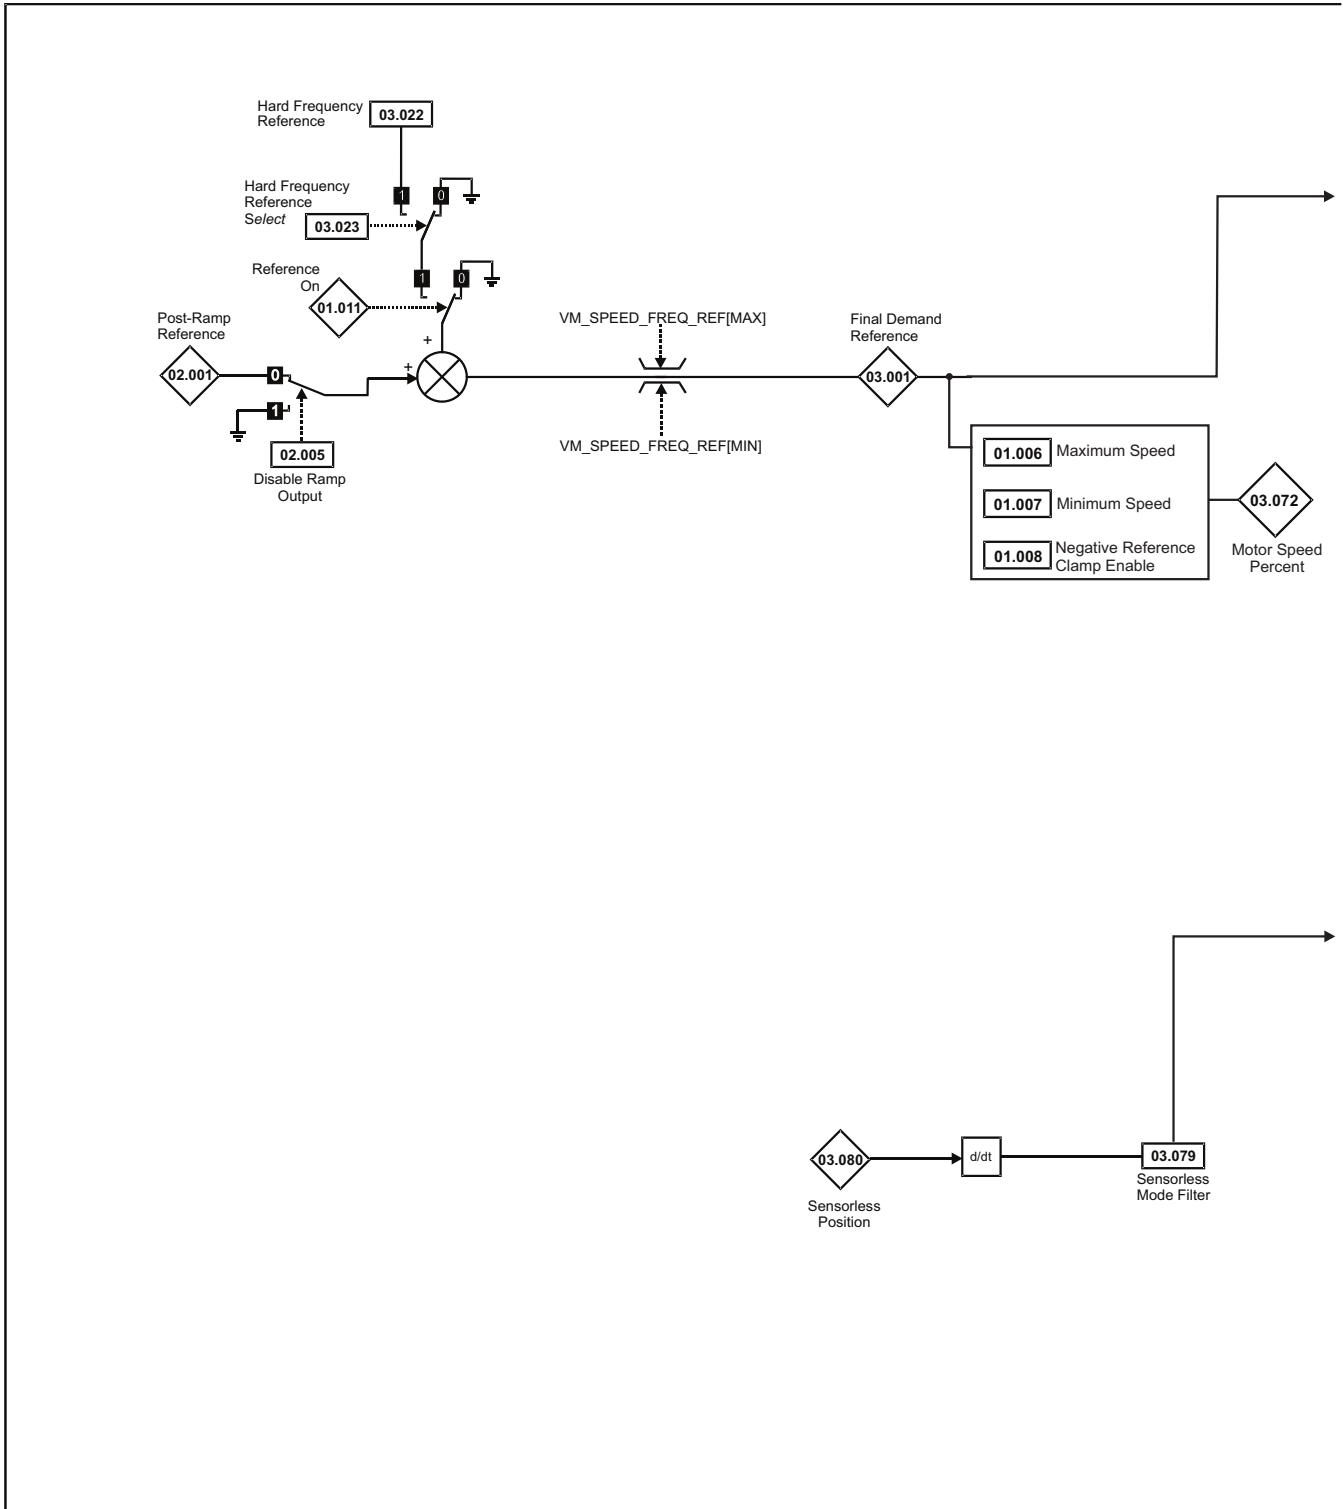 Hard Frequency
Reference
03.022
Hard Frequency
Reference
Select
1
0
03.023
Reference
On
1
0
01.011
Post-Ramp
Reference
VM_SPEED_FREQ_REF[MAX]
Final Demand
Reference
+
+
02.001
0
03.001
1
02.005
Disable Ramp
Output
VM_SPEED_FREQ_REF[MIN]
01.006 Maximum Speed
01.007 Minimum Speed
03.072
01.008
Negative Reference
Clamp Enable
Motor Speed
Percent
03.080
d/dt
03.079
Sensorless
Mode Filter
Sensorless
Position